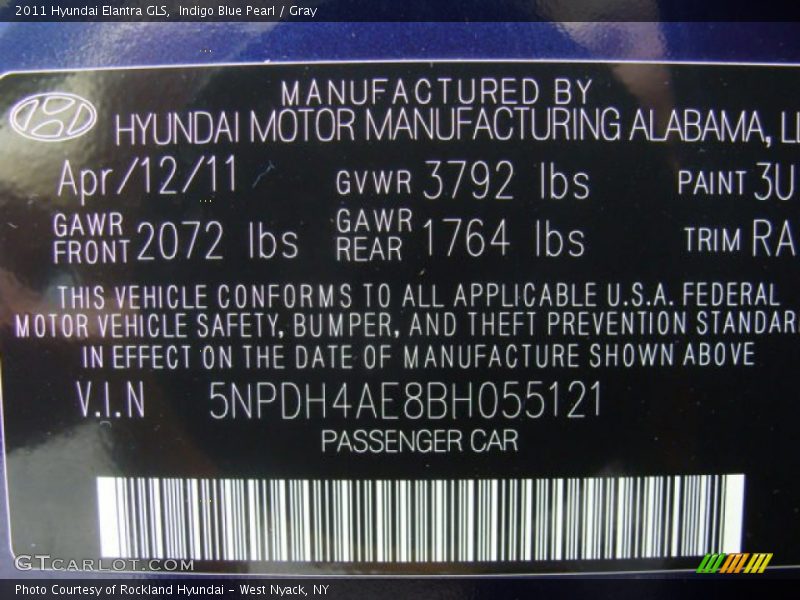 2011 Hyundai Elantra GLS, Indigo Blue Pearl / Gray
MANUFACTURED BY
HYUNDAI MOTOR MANUFACTURING ALABAMA, LL
Apr/12/11 GVWR 3792 lbs PAINT 3U
GAWR FRONT 2072 lbs GAWR REAR 1764 lbs TRIM RA
THIS VEHICLE CONFORMS TO ALL APPLICABLE U.S.A. FEDERAL
MOTOR VEHICLE SAFETY, BUMPER, AND THEFT PREVENTION STANDAR
IN EFFECT ON THE DATE OF MANUFACTURE SHOWN ABOVE
V.I.N 5NPDH4AE8BH055121
PASSENGER CAR
GTcarlot.com
Photo Courtesy of Rockland Hyundai - West Nyack, NY